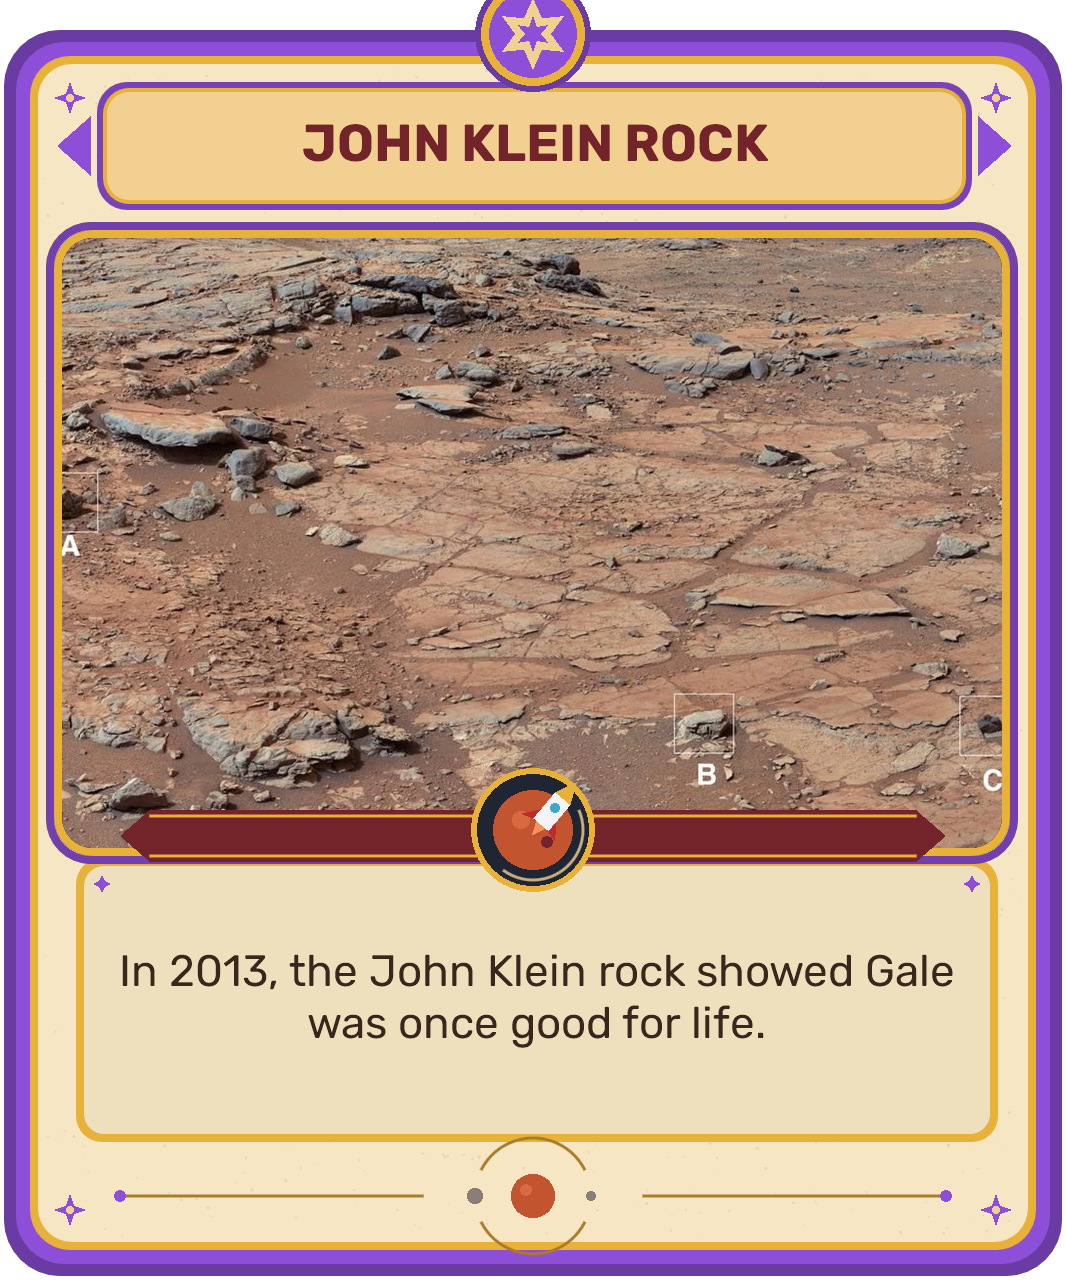 JOHN KLEIN ROCK
A
B
C
In 2013, the John Klein rock showed Gale
was once good for life.